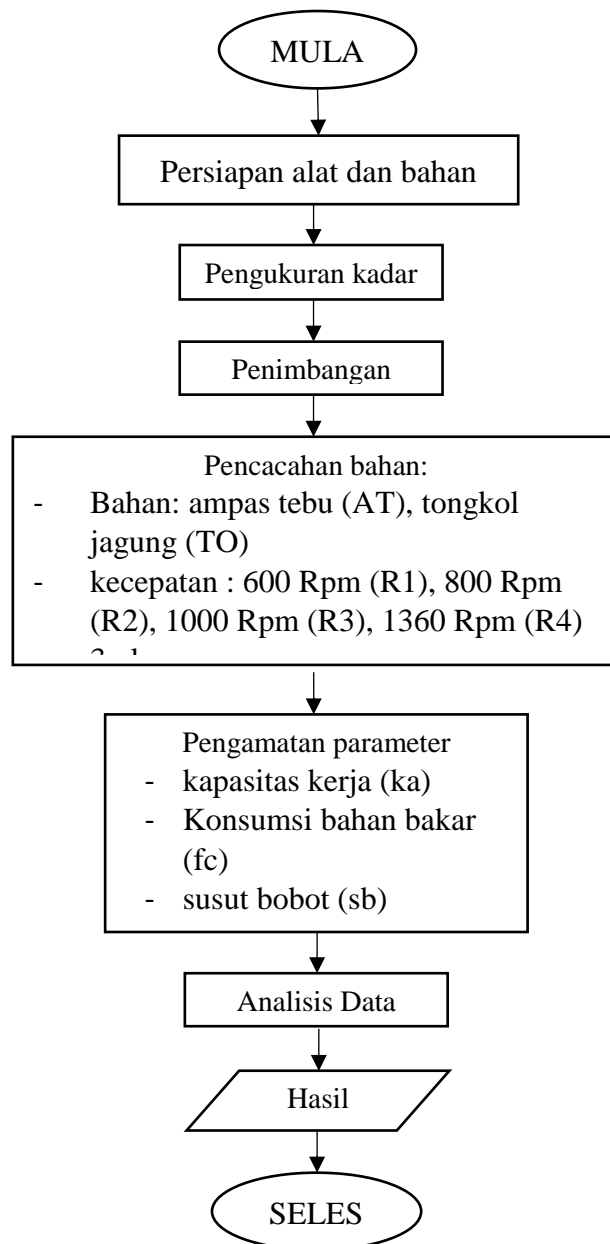 MULA
Persiapan alat dan bahan
Pengukuran kadar
Penimbangan
Pencacahan bahan:
- Bahan: ampas tebu (AT), tongkol
jagung (TO)
- kecepatan : 600 Rpm (R1), 800 Rpm
(R2), 1000 Rpm (R3), 1360 Rpm (R4)
Pengamatan parameter
- kapasitas kerja (ka)
- Konsumsi bahan bakar
(fc)
- susut bobot (sb)
Analisis Data
Hasil
SELES